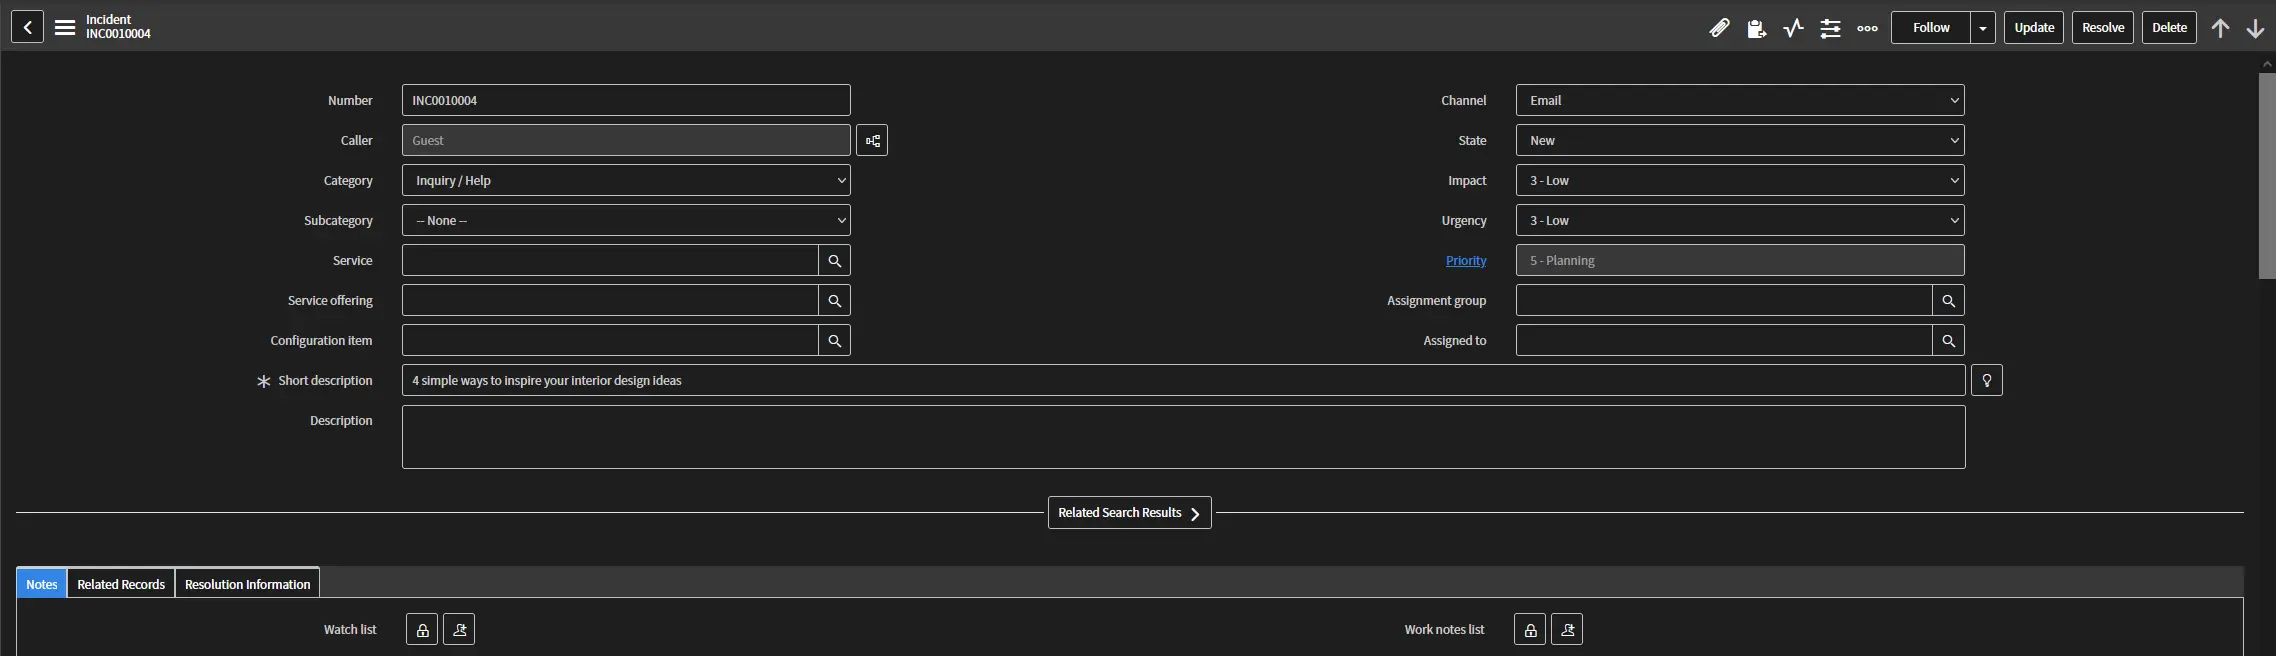 Incident
INC0010004
Follow
Update
Resolve
Delete
Number
INC0010004
Channel
Email
Caller
Guest
State
New
Category
Inquiry / Help
Impact
3 - Low
Subcategory
-- None --
Urgency
3 - Low
Service
Priority
5 - Planning
Service offering
Assignment group
Configuration item
Assigned to
Short description
4 simple ways to inspire your interior design ideas
Description
Related Search Results
Notes
Related Records
Resolution Information
Watch list
Work notes list